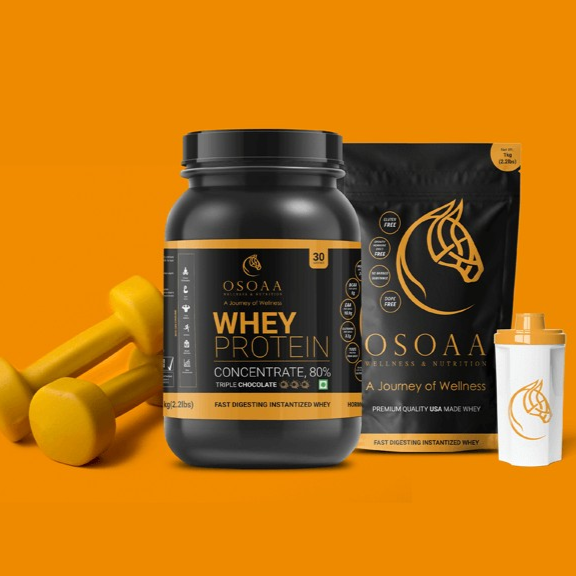 30
OSOAA
WELLNESS & NUTRITION
A Journey of Wellness
WHEY
PROTEIN
CONCENTRATE, 80%
TRIPLE CHOCOLATE
kg(2.2lbs)
FAST DIGESTING INSTANTIZED WHEY
1kg
(2.2lbs)
GLUTEN
FREE
DOPE
FREE
OSOAA
WELLNESS & NUTRITION
A Journey of Wellness
PREMIUM QUALITY USA MADE WHEY
FAST DIGESTING INSTANTIZED WHEY